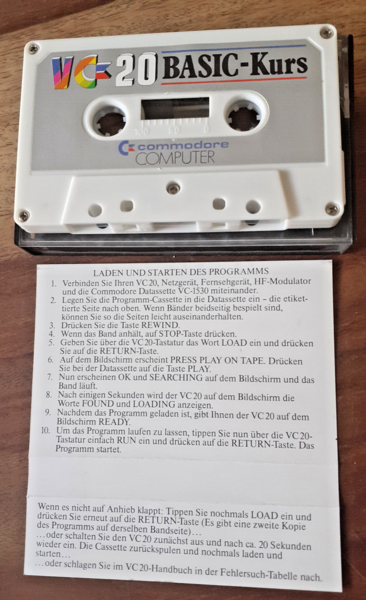 VC-20 BASIC-Kurs
commodore
COMPUTER
LADEN UND STARTEN DES PROGRAMMS
1. Verbinden Sie Ihren VC 20, Netzgerät, Fernsehgerät, HF-Modulator
und die Commodore Datassette VC-1530 miteinander.
2. Legen Sie die Programm-Cassette in die Datassette ein – die etiket-
tierte Seite nach oben. Wenn Bänder beidseitig bespielt sind,
können Sie so die Seiten leicht auseinanderhalten.
3. Drücken Sie die Taste REWIND.
4. Wenn das Band anhält, auf STOP-Taste drücken.
5. Geben Sie über die VC20-Tastatur das Wort LOAD ein und drücken
Sie auf die RETURN-Taste.
6. Auf dem Bildschirm erscheint PRESS PLAY ON TAPE. Drücken
Sie bei der Datassette auf die Taste PLAY.
7. Nun erscheinen OK und SEARCHING auf dem Bildschirm und das
Band läuft.
8. Nach einigen Sekunden wird der VC 20 auf dem Bildschirm die
Worte FOUND und LOADING anzeigen.
9. Nachdem das Programm geladen ist, gibt Ihnen der VC 20 auf dem
Bildschirm READY.
10. Um das Programm laufen zu lassen, tippen Sie nun über die VC 20-
Tastatur einfach RUN ein und drücken auf die RETURN-Taste. Das
Programm startet.
Wenn es nicht auf Anhieb klappt: Tippen Sie nochmals LOAD ein und
drücken Sie erneut auf die RETURN-Taste (Es gibt eine zweite Kopie
des Programms auf derselben Bandseite)...
...oder schalten Sie den VC 20 zunächst aus und nach ca. 20 Sekunden
wieder ein. Die Cassette zurückspulen und nochmals laden und
starten...
...oder schlagen Sie im VC20-Handbuch in der Fehlersuch-Tabelle nach.